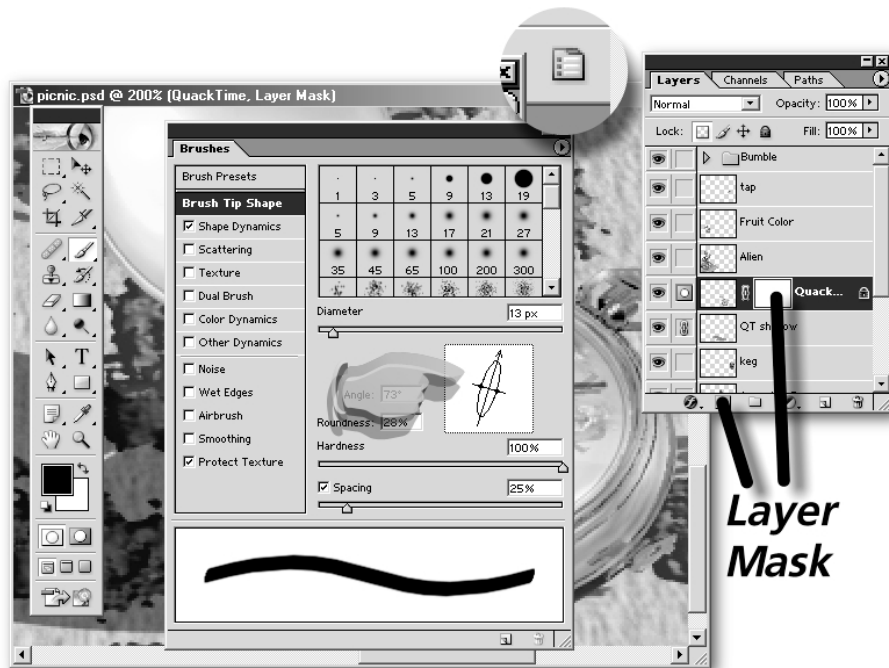 picnic.psd @ 200% (QuackTime, Layer Mask)
Brushes
Brush Presets
Brush Tip Shape
Shape Dynamics
Scattering
Texture
Dual Brush
Color Dynamics
Other Dynamics
Noise
Wet Edges
Airbrush
Smoothing
Protect Texture
1 3 5 9 13 19
5 9 13 17 21 27
35 45 65 100 200 300
Diameter 13 px
Angle: 73°
Roundness: 28%
Hardness 100%
Spacing 25%
Layers Channels Paths
Normal Opacity: 100%
Lock: Fill: 100%
Bumble
tap
Fruit Color
Alien
Quack...
QT
keg
Layer
Mask